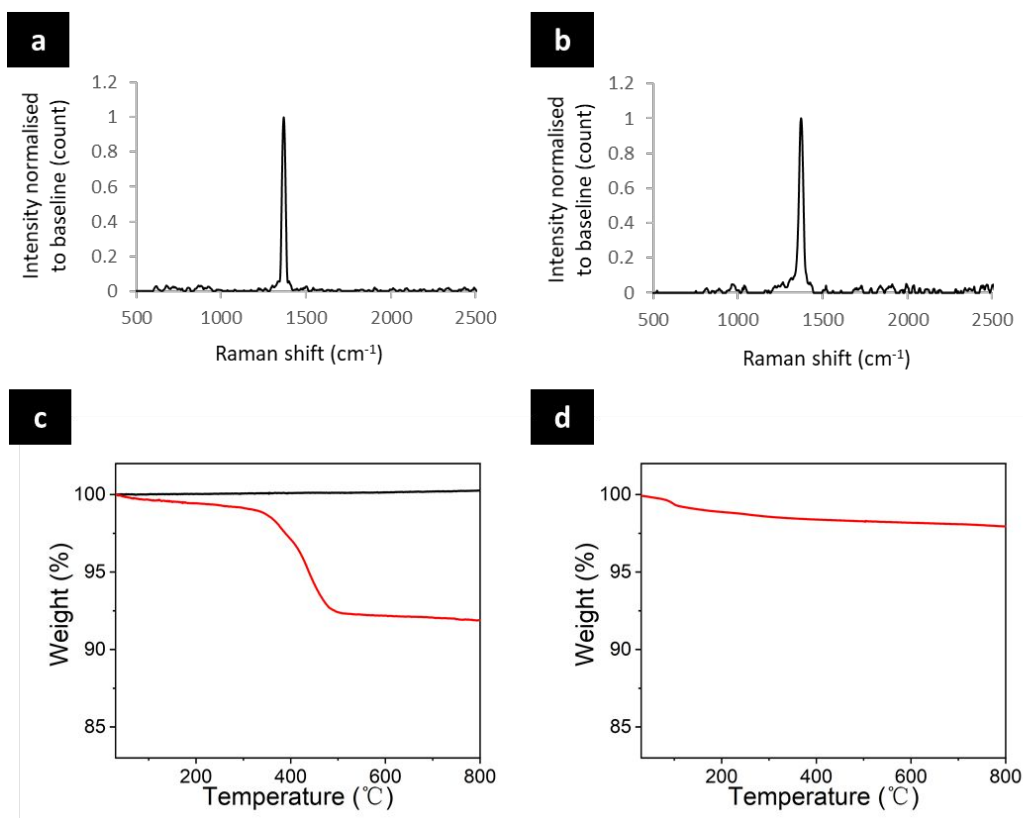 a
Intensity normalised
to baseline (count)
1.2
1
0.8
0.6
0.4
0.2
0
500
1000
1500
2000
2500
Raman shift (cm⁻¹)
b
Intensity normalised
to baseline (count)
1.2
1
0.8
0.6
0.4
0.2
0
500
1000
1500
2000
2500
Raman shift (cm⁻¹)
c
Weight (%)
100
95
90
85
200
400
600
800
Temperature (℃)
d
Weight (%)
100
95
90
85
200
400
600
800
Temperature (℃)